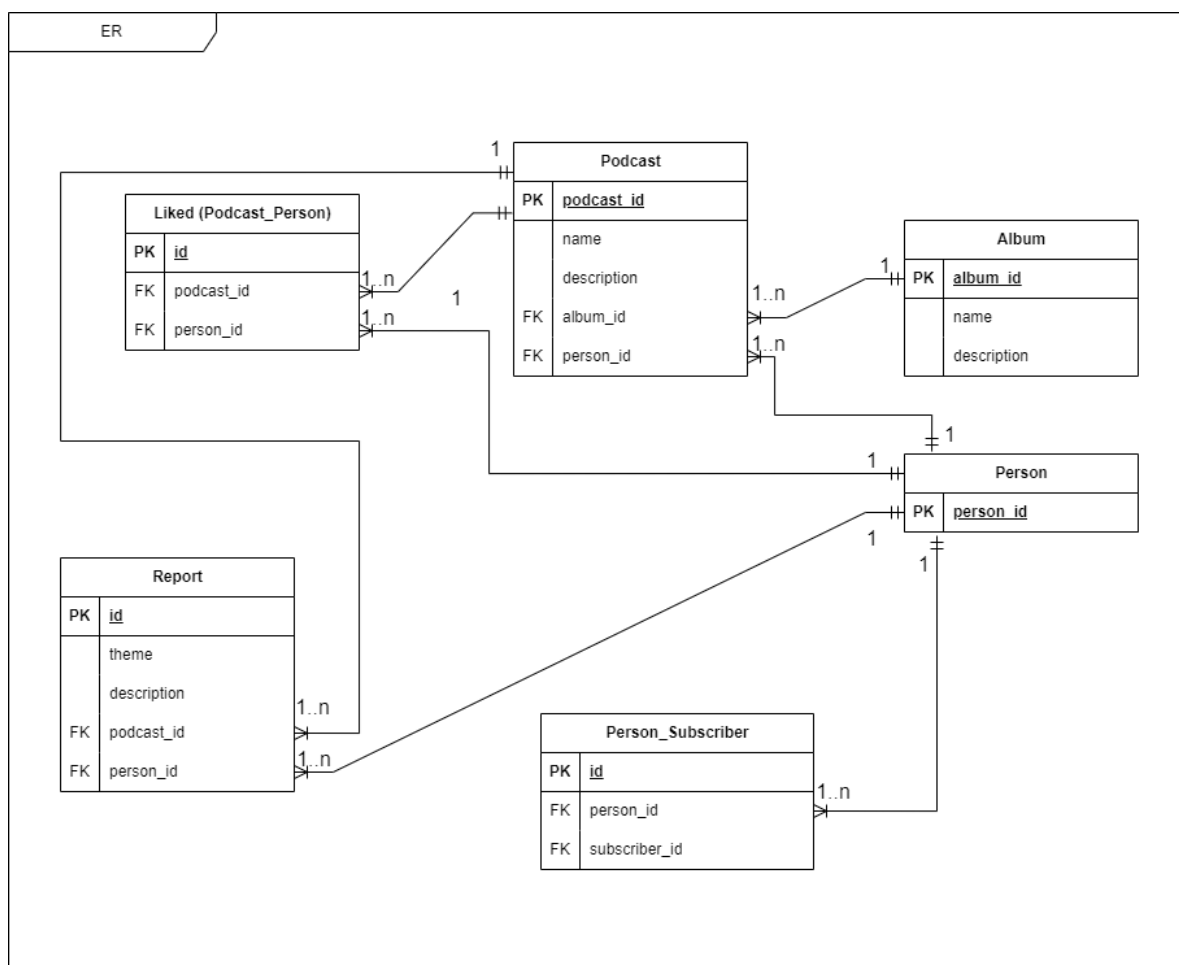 ER
1
Podcast
PK podcast_id
name
description
FK album_id
FK person_id
Liked (Podcast_Person)
PK id
FK podcast_id
FK person_id
1..n
1
1..n
1..n
1..n
1
Album
PK album_id
name
description
1
1
Person
PK person_id
1
1
Report
PK id
theme
description
FK podcast_id
FK person_id
1..n
1..n
Person_Subscriber
PK id
FK person_id
FK subscriber_id
1..n